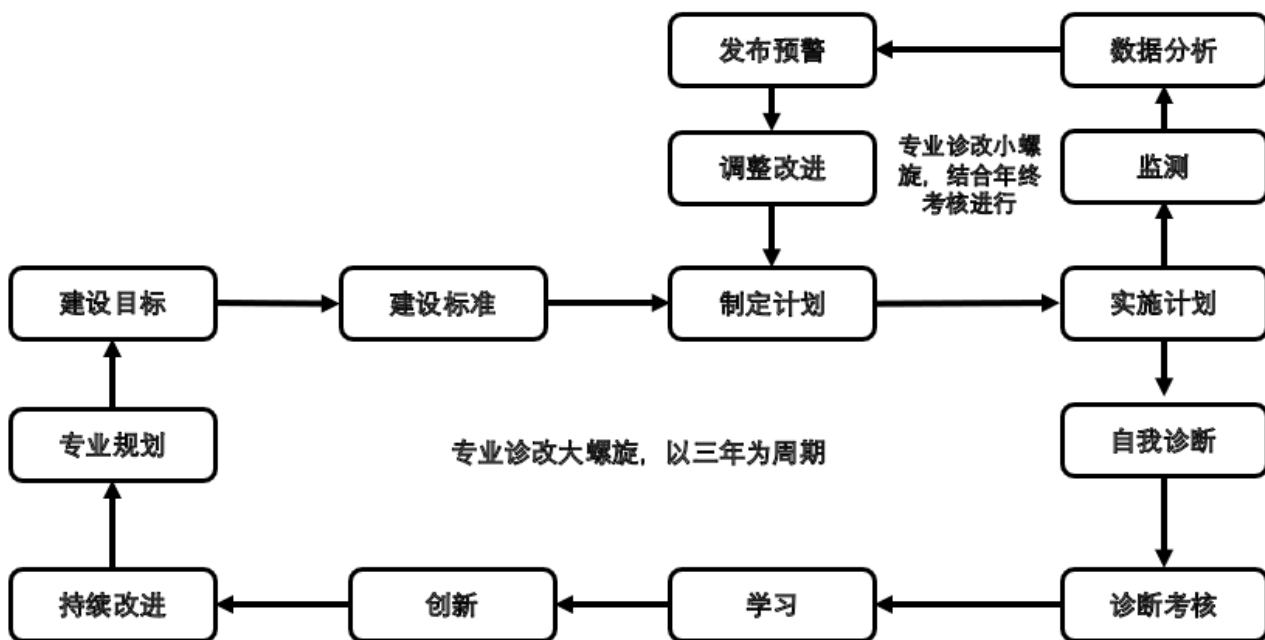 发布预警
数据分析
调整改进
专业诊改小螺
旋，结合年终
考核进行
监测
建设目标
建设标准
制定计划
实施计划
专业规划
专业诊改大螺旋，以三年为周期
自我诊断
持续改进
创新
学习
诊断考核